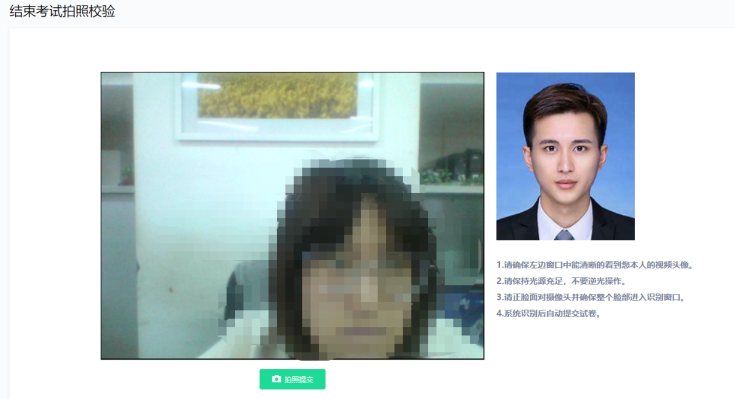 结束考试拍照校验
1.请确保左边窗口中能清晰的看到您本人的视频头像。
2.请保持光源充足，不要逆光操作。
3.请正脸面对摄像头并确保整个脸部进入识别窗口。
4.系统识别后自动提交试卷。
拍照提交